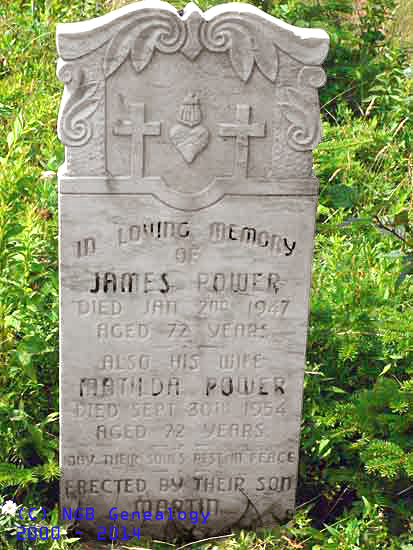 IN LOVING MEMORY
OF
JAMES POWER
DIED JAN 2ND 1947
AGED 72 YEARS
ALSO HIS WIFE
MATILDA POWER
DIED SEPT 30TH 1954
AGED 72 YEARS
MAY THEIR SOULS REST IN PEACE
ERECTED BY THEIR SON
MARTIN
(C) NGB Genealogy
2000 - 2014